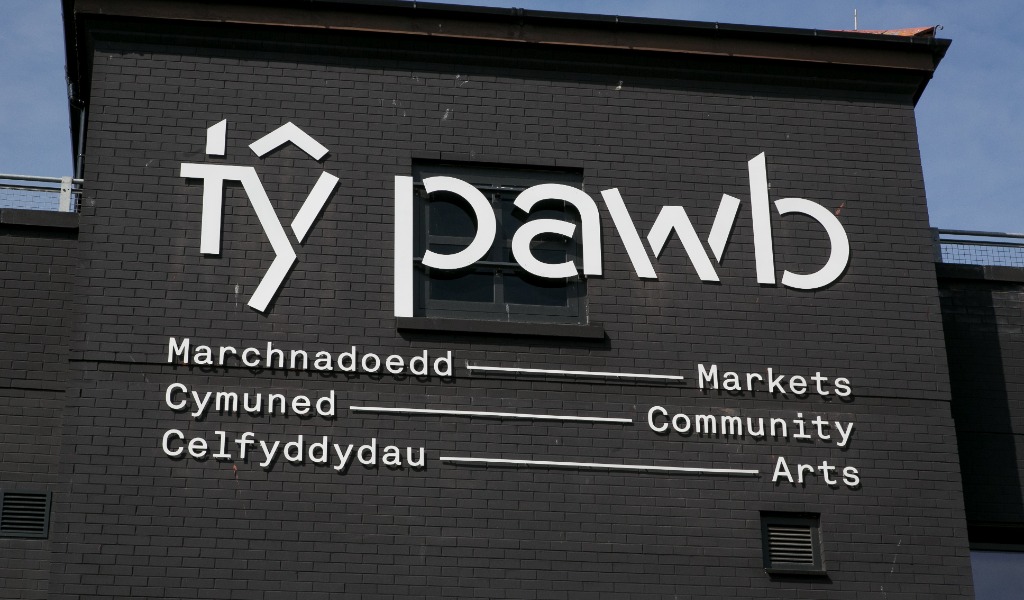 tŷ pawb
Marchnadoedd Markets
Cymuned Community
Celfyddydau Arts